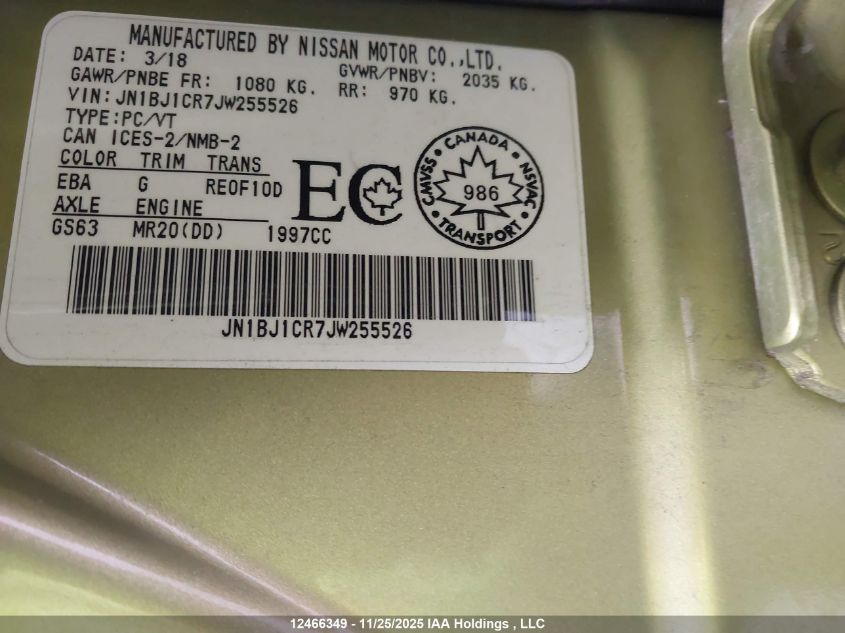 MANUFACTURED BY NISSAN MOTOR CO.,LTD.
DATE: 3/18 GVWR/PNBV: 2035 KG.
GAWR/PNBE FR: 1080 KG. RR: 970 KG.
VIN: JN1BJ1CR7JW255526
TYPE:PC/VT
CAN ICES-2/NMB-2
COLOR TRIM TRANS
EBA G RE0F10D
AXLE ENGINE
GS63 MR20(DD) 1997CC
EC
CANADA
CMVSS 986 NSVAC
TRANSPORT
JN1BJ1CR7JW255526
2
12466349 - 11/25/2025 IAA Holdings , LLC